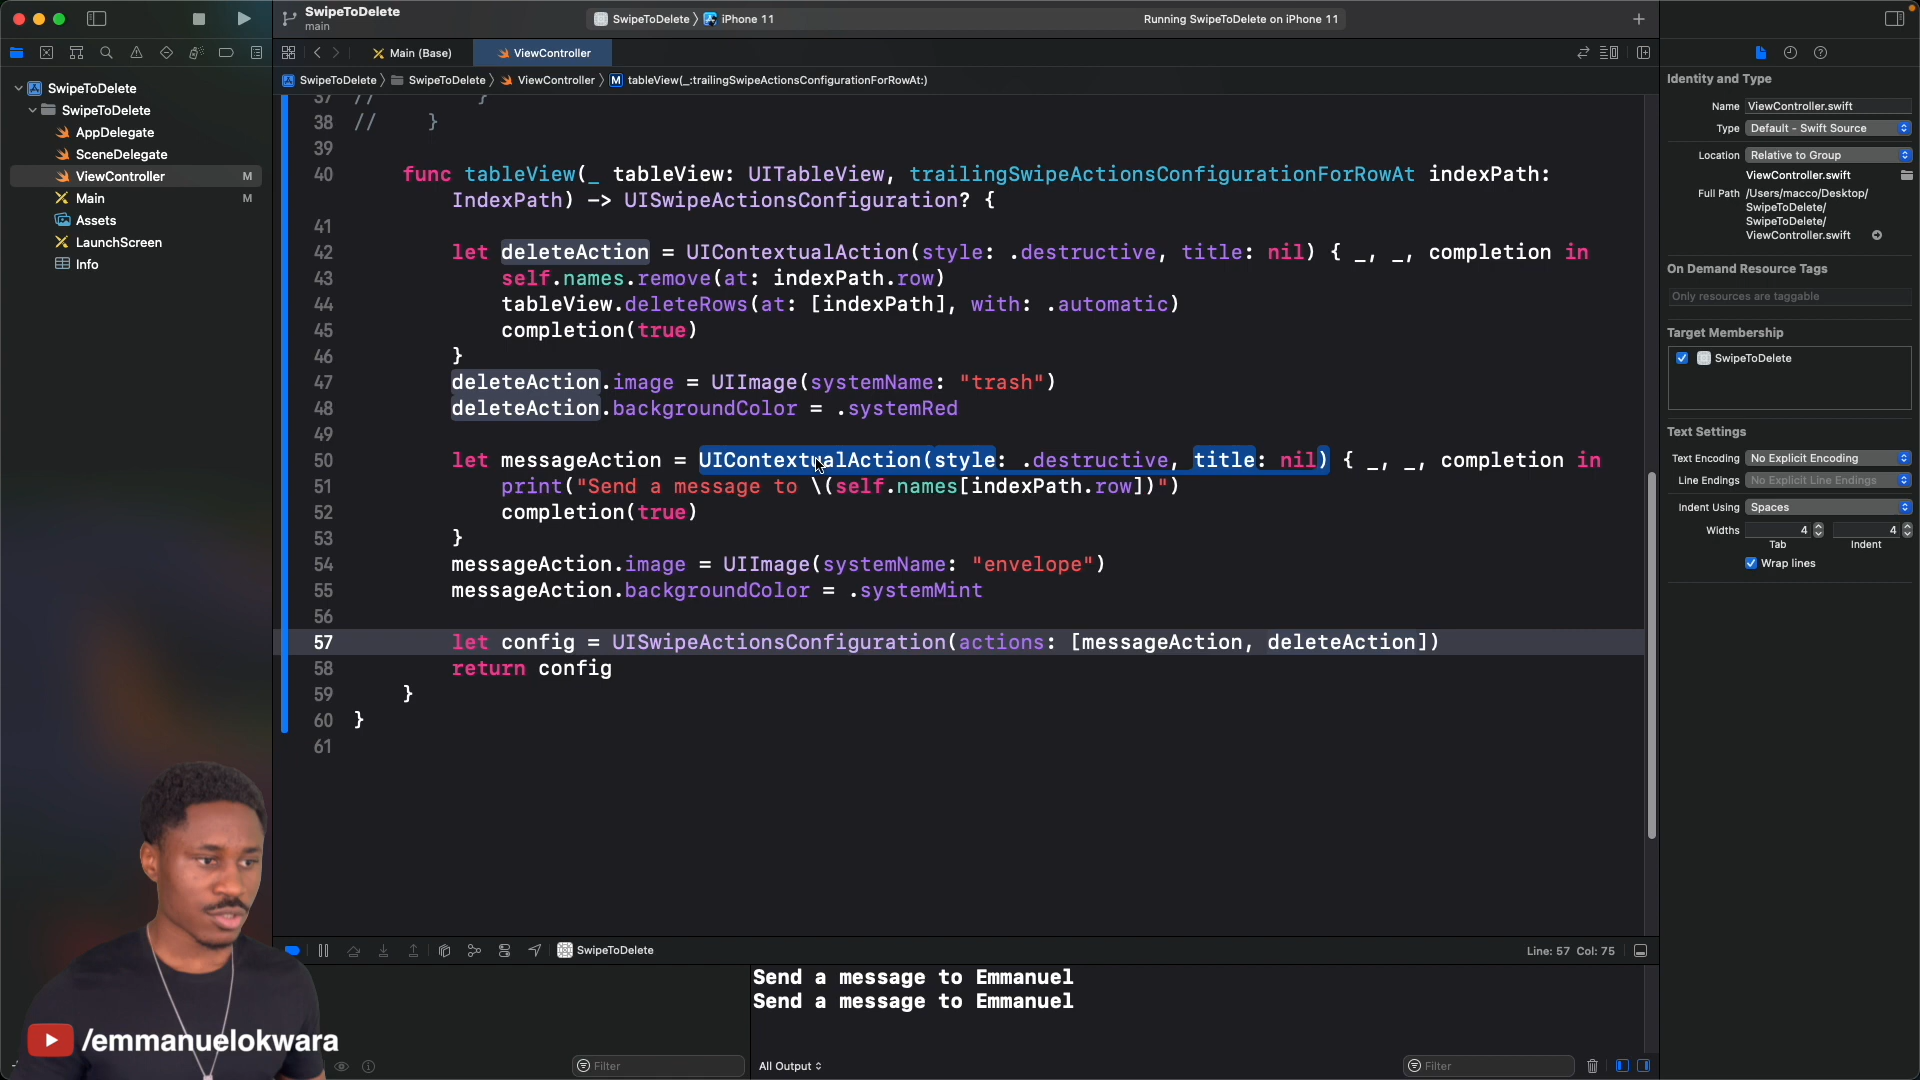 SwipeToDelete
main
SwipeToDelete 〉 iPhone 11
Running SwipeToDelete on iPhone 11
Main (Base)
ViewController
SwipeToDelete 〉 SwipeToDelete 〉 ViewController 〉 M tableView(_:trailingSwipeActionsConfigurationForRowAt:)
SwipeToDelete
SwipeToDelete
AppDelegate
SceneDelegate
ViewController M
Main M
Assets
LaunchScreen
Info
37 // }
38 // }
39
40 func tableView(_ tableView: UITableView, trailingSwipeActionsConfigurationForRowAt indexPath:
IndexPath) -> UISwipeActionsConfiguration? {
41
42 let deleteAction = UIContextualAction(style: .destructive, title: nil) { _, _, completion in
43 self.names.remove(at: indexPath.row)
44 tableView.deleteRows(at: [indexPath], with: .automatic)
45 completion(true)
46 }
47 deleteAction.image = UIImage(systemName: "trash")
48 deleteAction.backgroundColor = .systemRed
49
50 let messageAction = UIContextualAction(style: .destructive, title: nil) { _, _, completion in
51 print("Send a message to \(self.names[indexPath.row])")
52 completion(true)
53 }
54 messageAction.image = UIImage(systemName: "envelope")
55 messageAction.backgroundColor = .systemMint
56
57 let config = UISwipeActionsConfiguration(actions: [messageAction, deleteAction])
58 return config
59 }
60 }
61
Identity and Type
Name ViewController.swift
Type Default - Swift Source
Location Relative to Group
ViewController.swift
Full Path /Users/macco/Desktop/
SwipeToDelete/
SwipeToDelete/
ViewController.swift
On Demand Resource Tags
Only resources are taggable
Target Membership
SwipeToDelete
Text Settings
Text Encoding No Explicit Encoding
Line Endings No Explicit Line Endings
Indent Using Spaces
Widths 4 4
Tab Indent
Wrap lines
SwipeToDelete
Line: 57 Col: 75
Send a message to Emmanuel
Send a message to Emmanuel
/emmanuelokwara
Filter
All Output
Filter